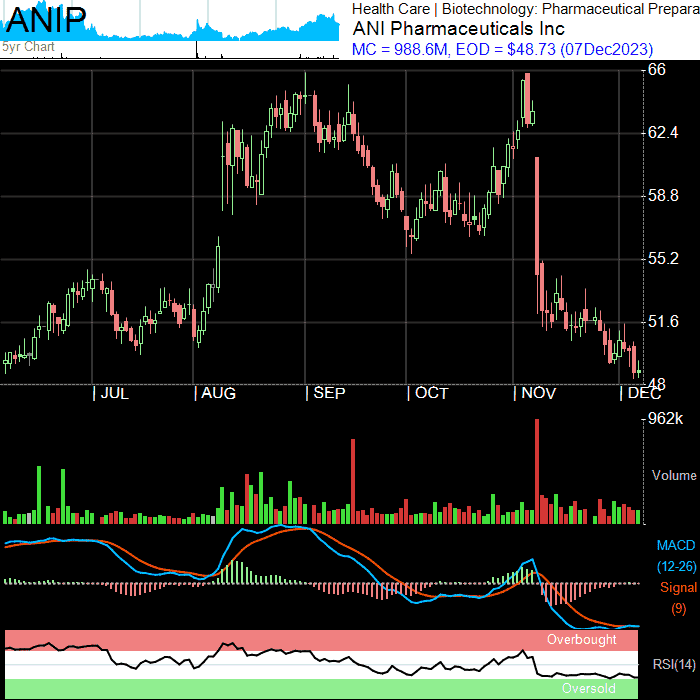 ANIP
5yr Chart
Health Care | Biotechnology: Pharmaceutical Prepara
ANI Pharmaceuticals Inc
MC = 988.6M, EOD = $48.73 (07Dec2023)
66
62.4
58.8
55.2
51.6
48
| JUL | AUG | SEP | OCT | NOV | DEC
962k
Volume
MACD
(12-26)
Signal
(9)
Overbought
RSI(14)
Oversold